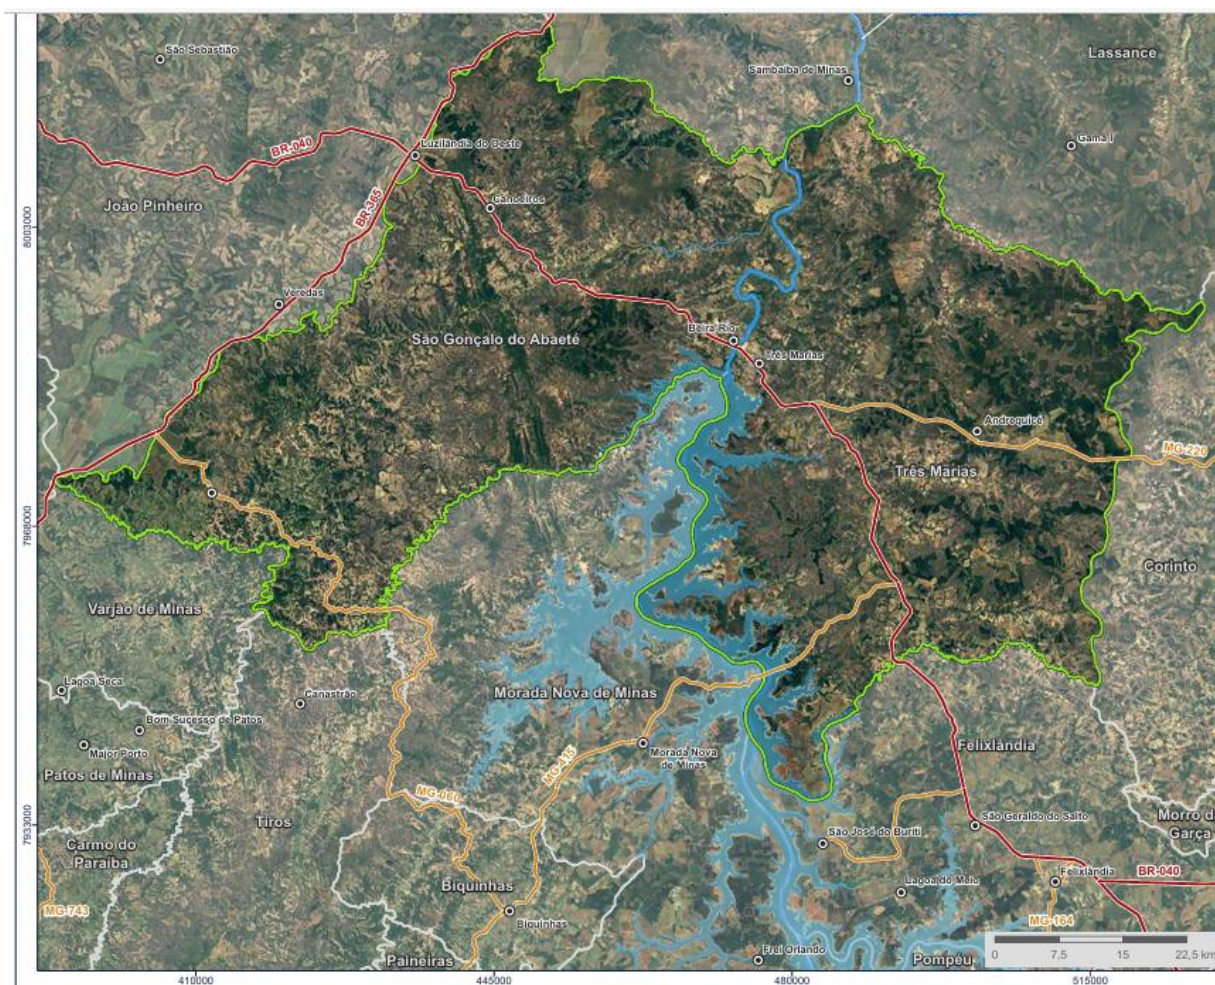 São Sebastião
Lassance
Sambaíba de Minas
BR-040
Luzilândia do Oeste
Gama I
João Pinheiro
BR-365
Canoeiros
8003000
Veredas
São Gonçalo do Abaeté
Beira Rio
Três Marias
Andrequicé
MG-220
Três Marias
7968000
Corinto
Varjão de Minas
Lagoa Seca
Canastrão
Morada Nova de Minas
Bom Sucesso de Patos
Major Porto
Morada Nova
de Minas
Felixlândia
Patos de Minas
MG-415
MG-060
7933000
Tiros
São José do Buriti
São Geraldo do Salto
Morro da
Garça
Carmo do
Paraíba
BR-040
Biquinhas
Lagoa do Meio
Felixlândia
MG-743
Biquinhas
MG-164
Frei Orlando
Paineiras
Pompéu
0 7,5 15 22,5 km
410000 445000 480000 515000